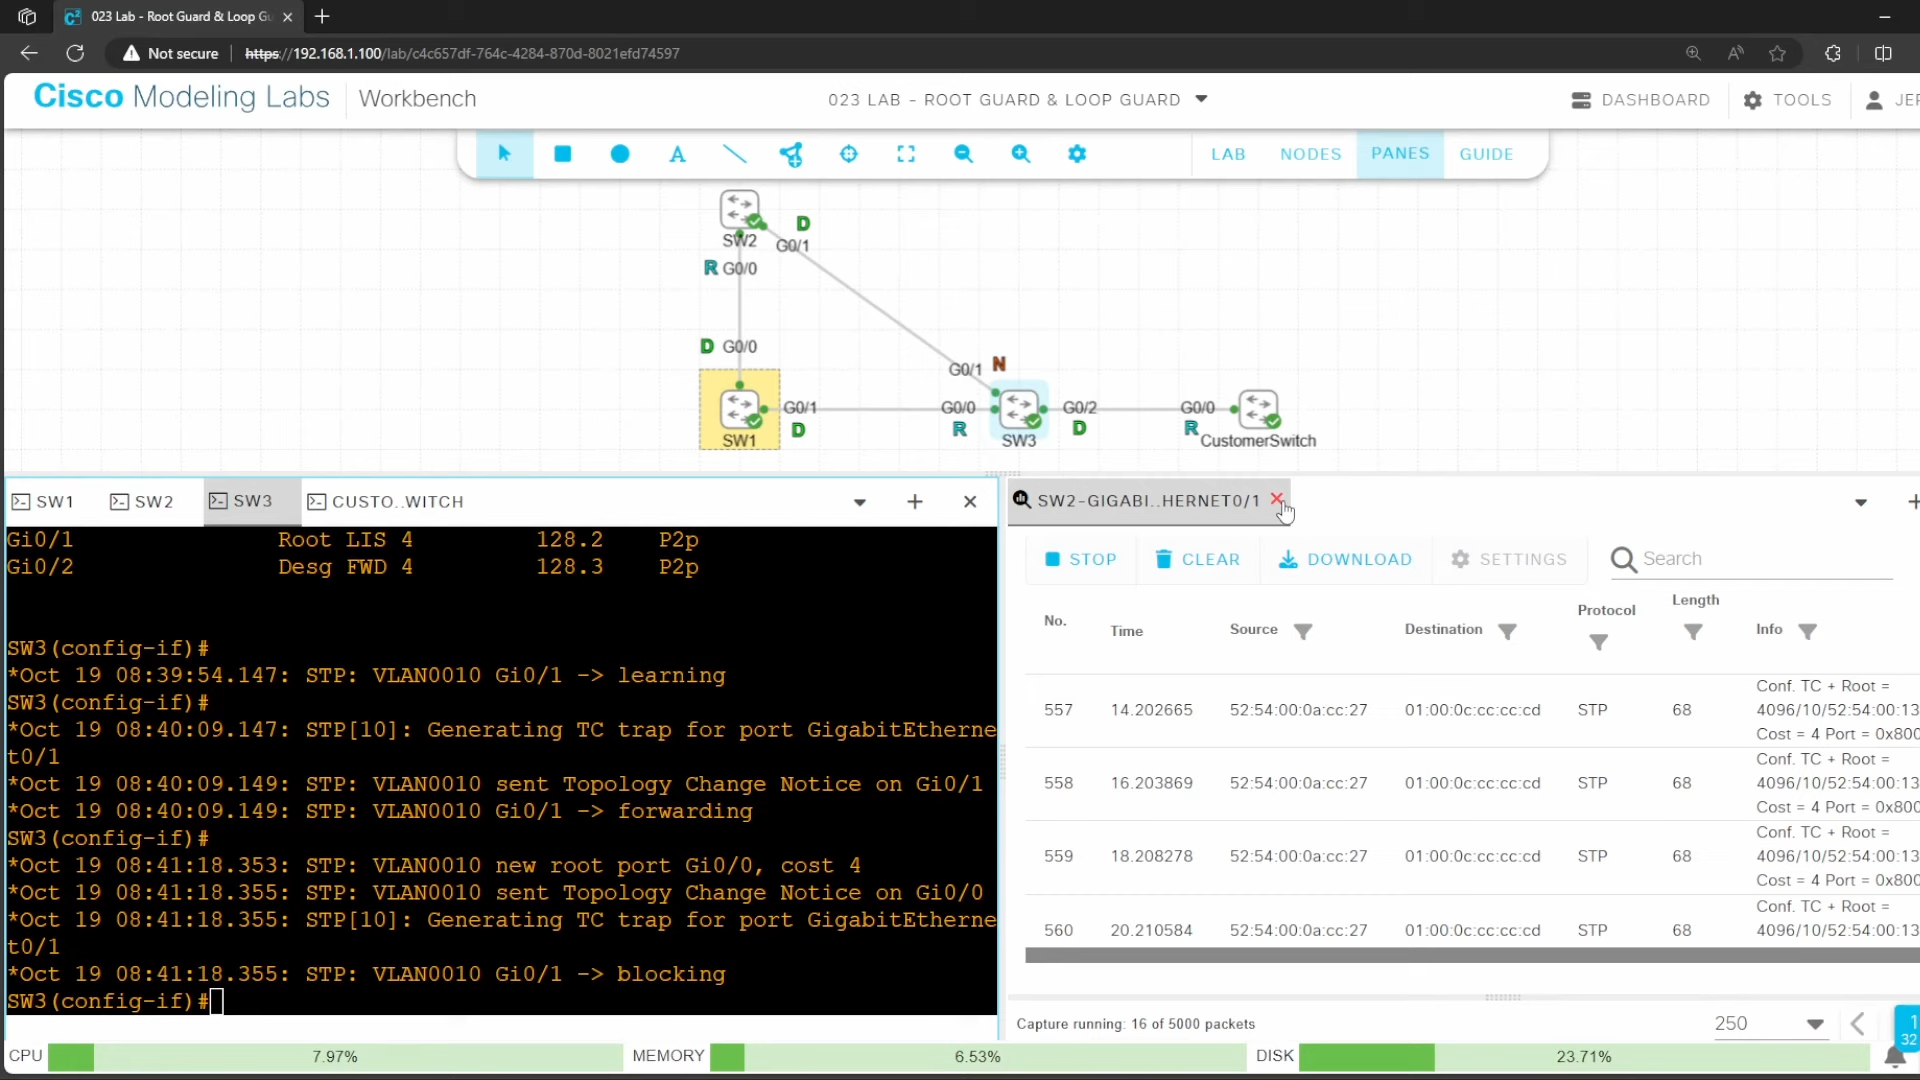 023 Lab - Root Guard & Loop Gu
Not secure
https://192.168.1.100/lab/c4c657df-764c-4284-870d-8021efd74597
Cisco Modeling Labs
Workbench
023 LAB - ROOT GUARD & LOOP GUARD
DASHBOARD
TOOLS
JEF
LAB
NODES
PANES
GUIDE
SW2
D
G0/1
R G0/0
D G0/0
G0/1 N
SW1
G0/1
D
G0/0
R
SW3
G0/2
D
G0/0
R
CustomerSwitch
SW1
SW2
SW3
CUSTO..WITCH
Gi0/1 Root LIS 4 128.2 P2p
Gi0/2 Desg FWD 4 128.3 P2p
SW3(config-if)#
*Oct 19 08:39:54.147: STP: VLAN0010 Gi0/1 -> learning
SW3(config-if)#
*Oct 19 08:40:09.147: STP[10]: Generating TC trap for port GigabitEtherne
t0/1
*Oct 19 08:40:09.149: STP: VLAN0010 sent Topology Change Notice on Gi0/1
*Oct 19 08:40:09.149: STP: VLAN0010 Gi0/1 -> forwarding
SW3(config-if)#
*Oct 19 08:41:18.353: STP: VLAN0010 new root port Gi0/0, cost 4
*Oct 19 08:41:18.355: STP: VLAN0010 sent Topology Change Notice on Gi0/0
*Oct 19 08:41:18.355: STP[10]: Generating TC trap for port GigabitEtherne
t0/1
*Oct 19 08:41:18.355: STP: VLAN0010 Gi0/1 -> blocking
SW3(config-if)#
SW2-GIGABI..HERNET0/1
STOP
CLEAR
DOWNLOAD
SETTINGS
Search
No. Time Source Destination Protocol Length Info
557 14.202665 52:54:00:0a:cc:27 01:00:0c:cc:cc:cd STP 68
Conf. TC + Root =
4096/10/52:54:00:13
Cost = 4 Port = 0x800
558 16.203869 52:54:00:0a:cc:27 01:00:0c:cc:cc:cd STP 68
Conf. TC + Root =
4096/10/52:54:00:13
Cost = 4 Port = 0x800
559 18.208278 52:54:00:0a:cc:27 01:00:0c:cc:cc:cd STP 68
Conf. TC + Root =
4096/10/52:54:00:13
Cost = 4 Port = 0x800
560 20.210584 52:54:00:0a:cc:27 01:00:0c:cc:cc:cd STP 68
Conf. TC + Root =
4096/10/52:54:00:13
Capture running: 16 of 5000 packets
250
1
32
CPU 7.97% MEMORY 6.53% DISK 23.71%